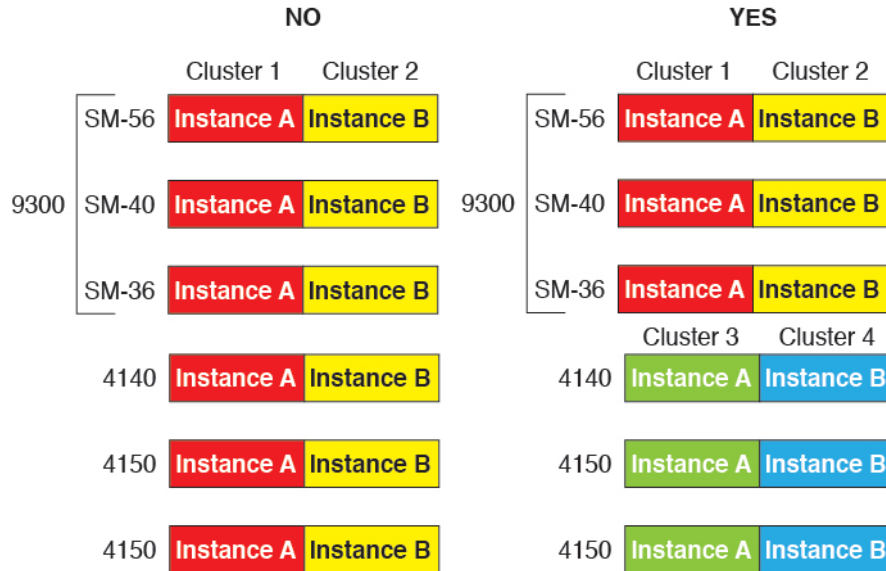 NO
YES
Cluster 1 Cluster 2
Cluster 1 Cluster 2
SM-56 Instance A Instance B
SM-56 Instance A Instance B
9300 SM-40 Instance A Instance B
9300 SM-40 Instance A Instance B
SM-36 Instance A Instance B
SM-36 Instance A Instance B
Cluster 3 Cluster 4
4140 Instance A Instance B
4140 Instance A Instance B
4150 Instance A Instance B
4150 Instance A Instance B
4150 Instance A Instance B
4150 Instance A Instance B